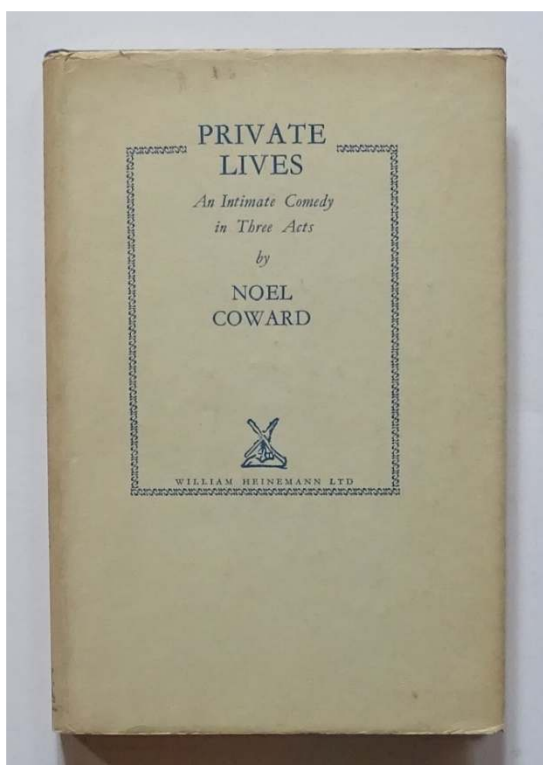 PRIVATE
LIVES
An Intimate Comedy
in Three Acts
by
NOEL
COWARD
WILLIAM HEINEMANN LTD